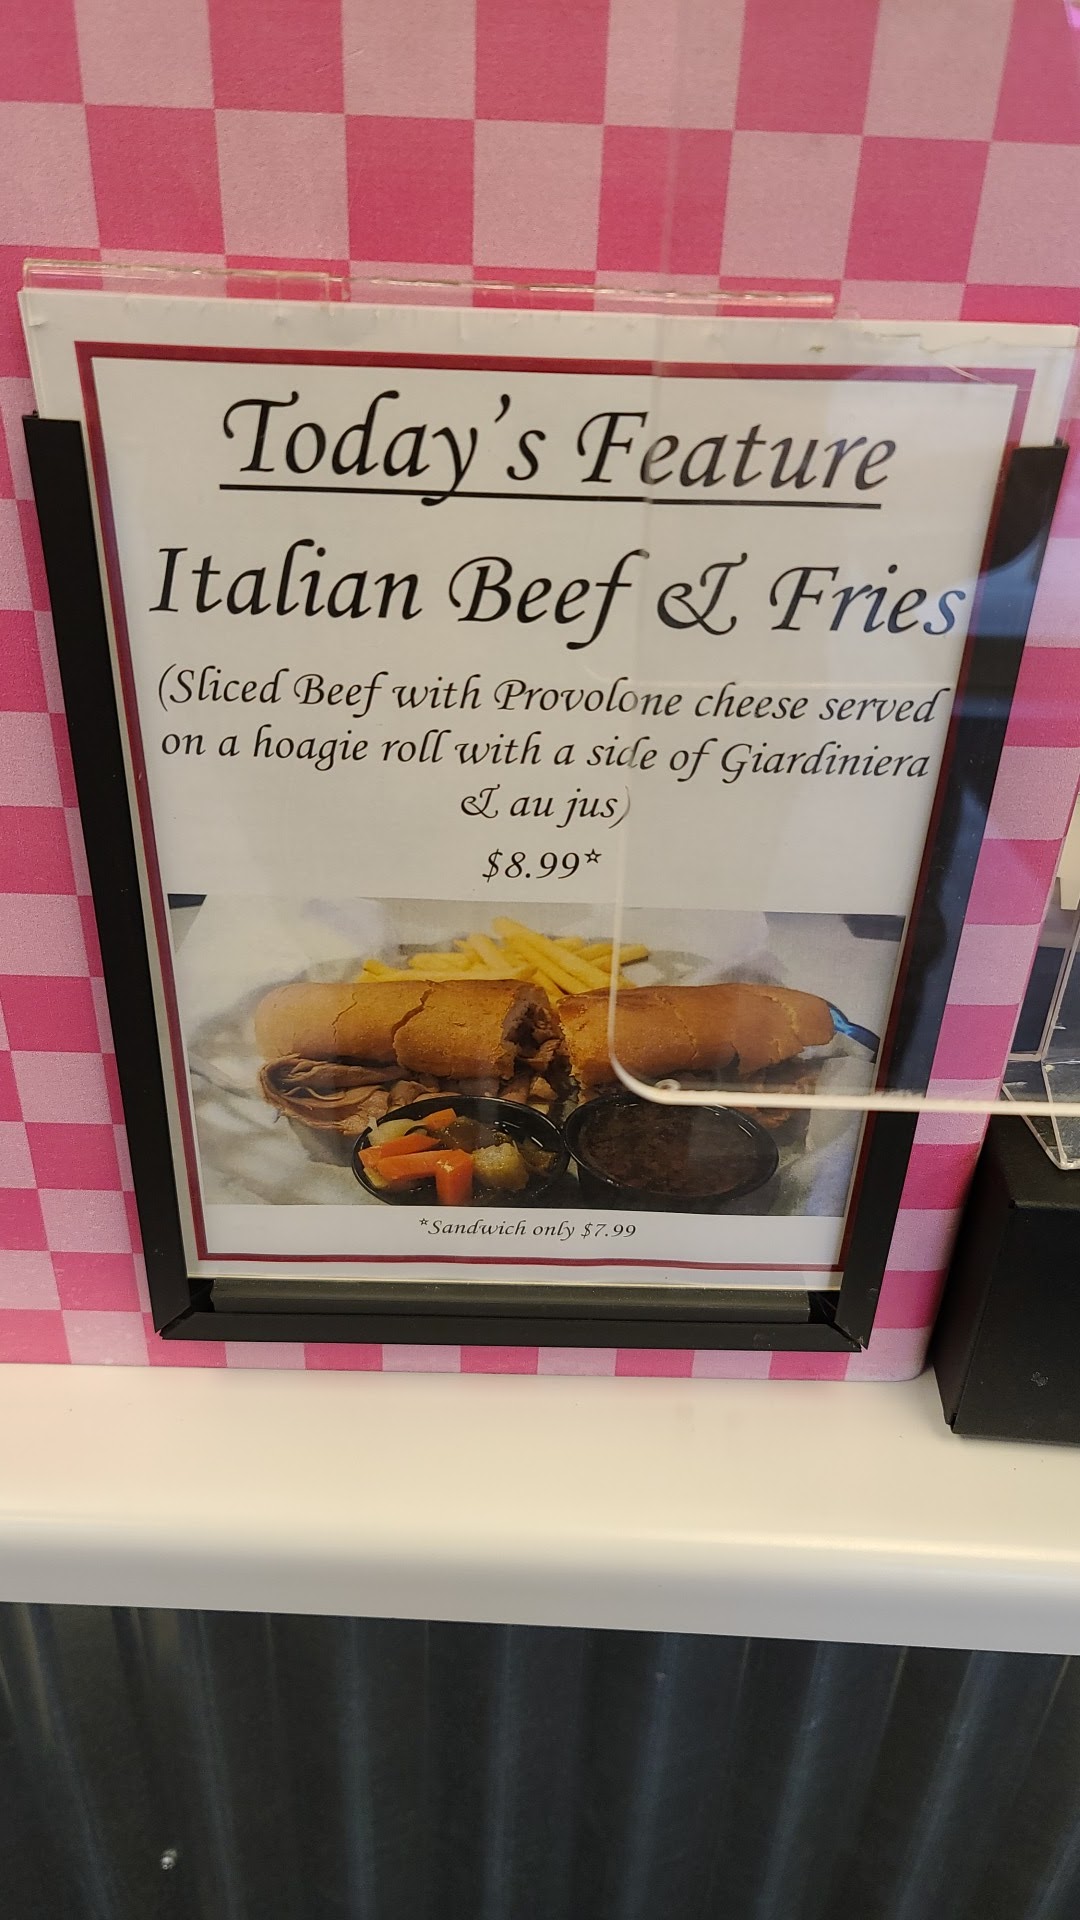 Today's Feature
Italian Beef & Fries
(Sliced Beef with Provolone cheese served
on a hoagie roll with a side of Giardiniera
& au jus)
$8.99*
*Sandwich only $7.99